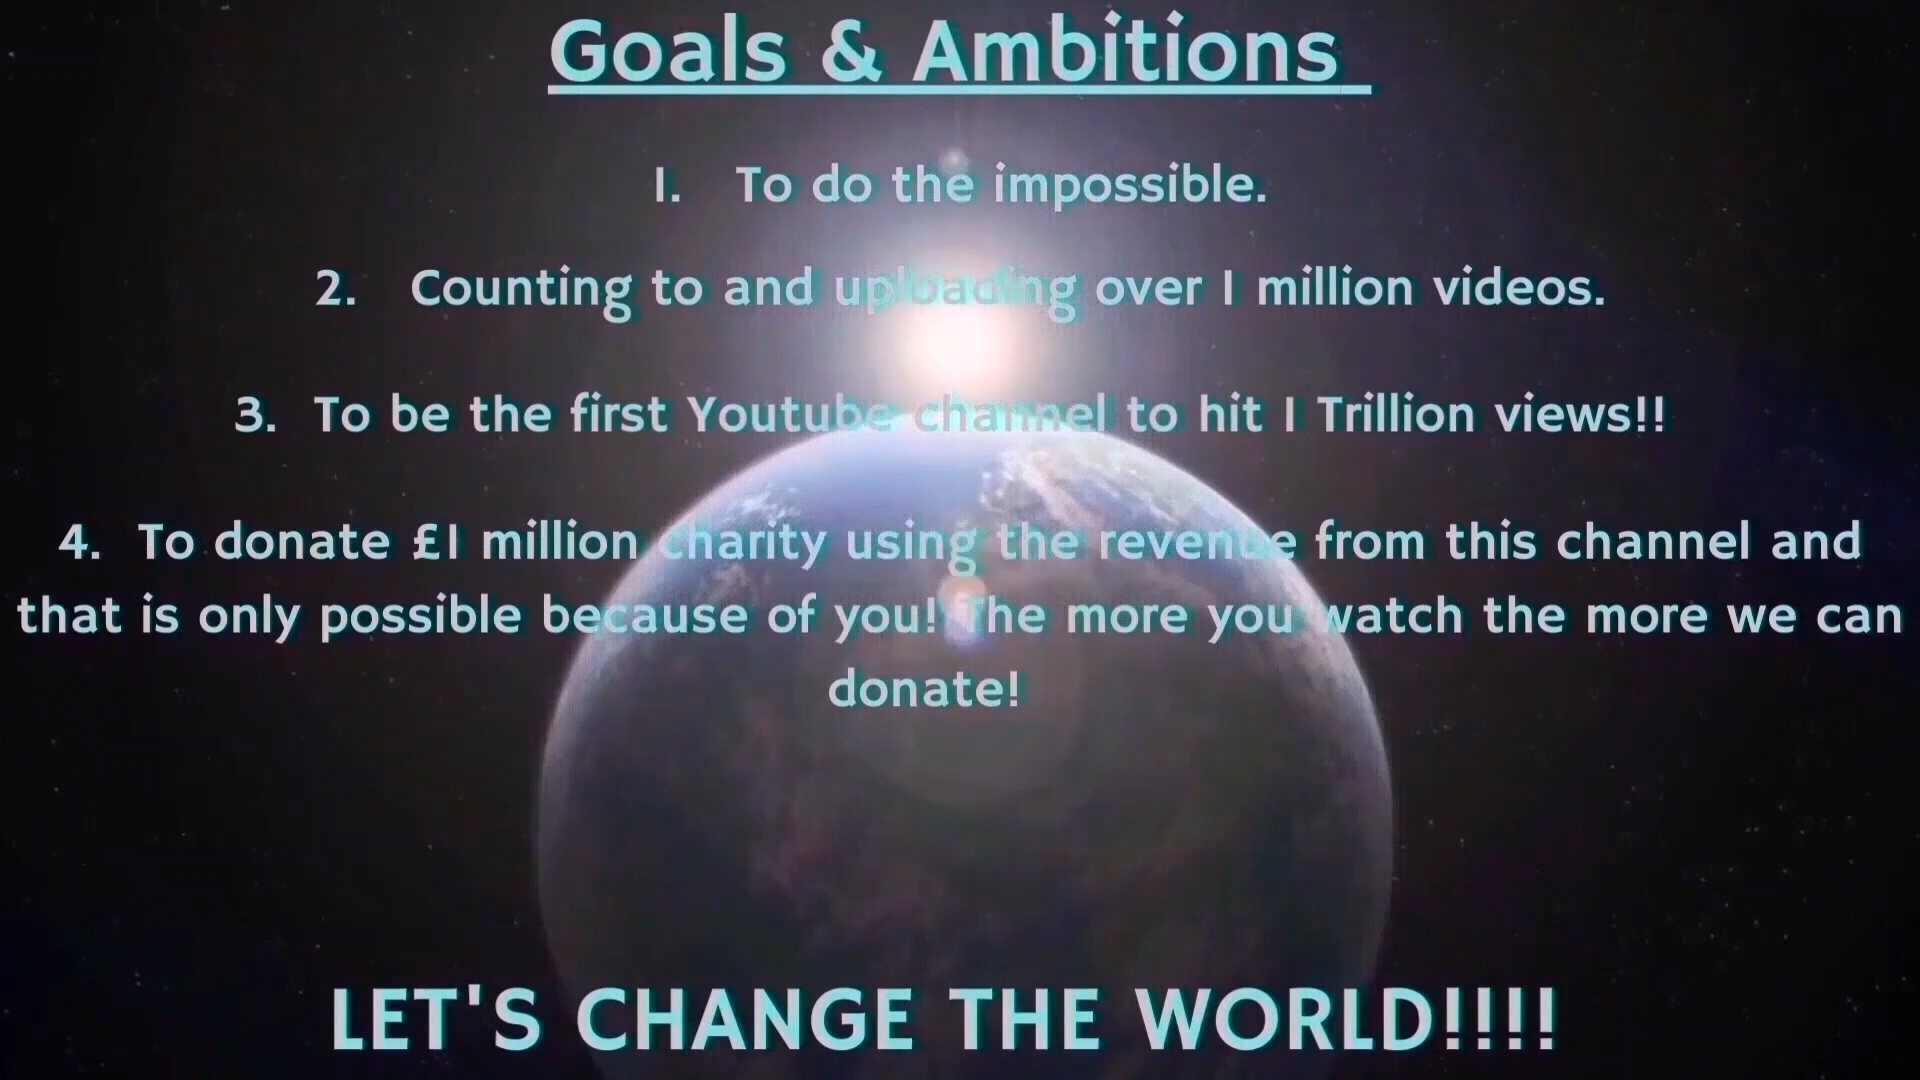 Goals & Ambitions
1. To do the impossible.
2. Counting to and uploading over 1 million videos.
3. To be the first Youtube channel to hit 1 Trillion views!!
4. To donate £1 million charity using the revenue from this channel and
that is only possible because of you! The more you watch the more we can
donate!
LET'S CHANGE THE WORLD!!!!